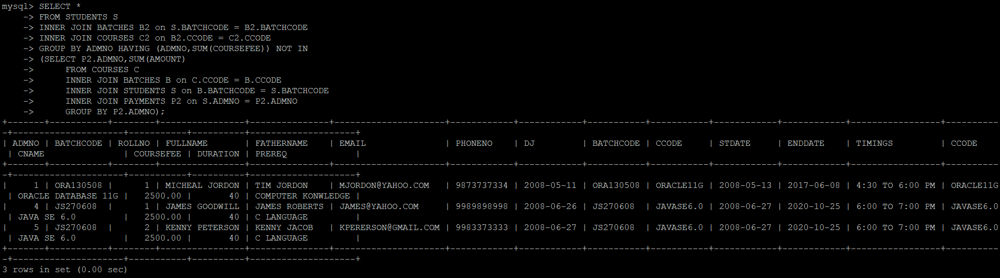 mysql> SELECT *
    -> FROM STUDENTS S
    -> INNER JOIN BATCHES B2 on S.BATCHCODE = B2.BATCHCODE
    -> INNER JOIN COURSES C2 on B2.CCODE = C2.CCODE
    -> GROUP BY ADMNO HAVING (ADMNO,SUM(COURSEFEE)) NOT IN
    -> (SELECT P2.ADMNO,SUM(AMOUNT)
    ->      FROM COURSES C
    ->      INNER JOIN BATCHES B on C.CCODE = B.CCODE
    ->      INNER JOIN STUDENTS S on B.BATCHCODE = S.BATCHCODE
    ->      INNER JOIN PAYMENTS P2 on S.ADMNO = P2.ADMNO
    ->      GROUP BY P2.ADMNO);
+-------+-----------+--------+----------------+---------------+---------------------+------------+------------+-----------+-----------+------------+------------+-----------------+----------
-+---------------------+-----------+----------+--------------------+
| ADMNO | BATCHCODE | ROLLNO | FULLNAME       | FATHERNAME    | EMAIL               | PHONENO    | DJ         | BATCHCODE | CCODE     | STDATE     | ENDDATE    | TIMINGS         | CCODE
 | CNAME               | COURSEFEE | DURATION | PREREQ             |
+-------+-----------+--------+----------------+---------------+---------------------+------------+------------+-----------+-----------+------------+------------+-----------------+----------
-+---------------------+-----------+----------+--------------------+
|     1 | ORA130508 |      1 | MICHEAL JORDON | TIM JORDON    | MJORDON@YAHOO.COM   | 9873737334 | 2008-05-11 | ORA130508 | ORACLE11G | 2008-05-13 | 2017-06-08 | 4:30 TO 6:00 PM | ORACLE11G
 | ORACLE DATABASE 11G |   2500.00 |       40 | COMPUTER KONWLEDGE |
|     4 | JS270608  |      1 | JAMES GOODWILL | JAMES ROBERTS | JAMES@YAHOO.COM     | 9989898998 | 2008-06-26 | JS270608  | JAVASE6.0 | 2008-06-27 | 2020-10-25 | 6:00 TO 7:00 PM | JAVASE6.0
 | JAVA SE 6.0         |   2500.00 |       40 | C LANGUAGE         |
|     5 | JS270608  |      2 | KENNY PETERSON | KENNY JACOB   | KPERERSON@GMAIL.COM | 9983373333 | 2008-06-27 | JS270608  | JAVASE6.0 | 2008-06-27 | 2020-10-25 | 6:00 TO 7:00 PM | JAVASE6.0
 | JAVA SE 6.0         |   2500.00 |       40 | C LANGUAGE         |
+-------+-----------+--------+----------------+---------------+---------------------+------------+------------+-----------+-----------+------------+------------+-----------------+----------
-+---------------------+-----------+----------+--------------------+
3 rows in set (0.00 sec)